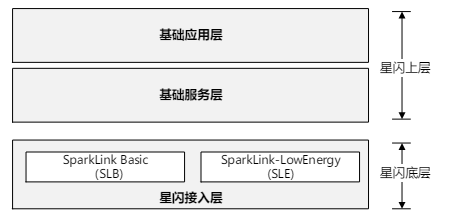 基础应用层
星闪上层
基础服务层
SparkLink Basic
(SLB)
SparkLink-LowEnergy
(SLE)
星闪底层
星闪接入层